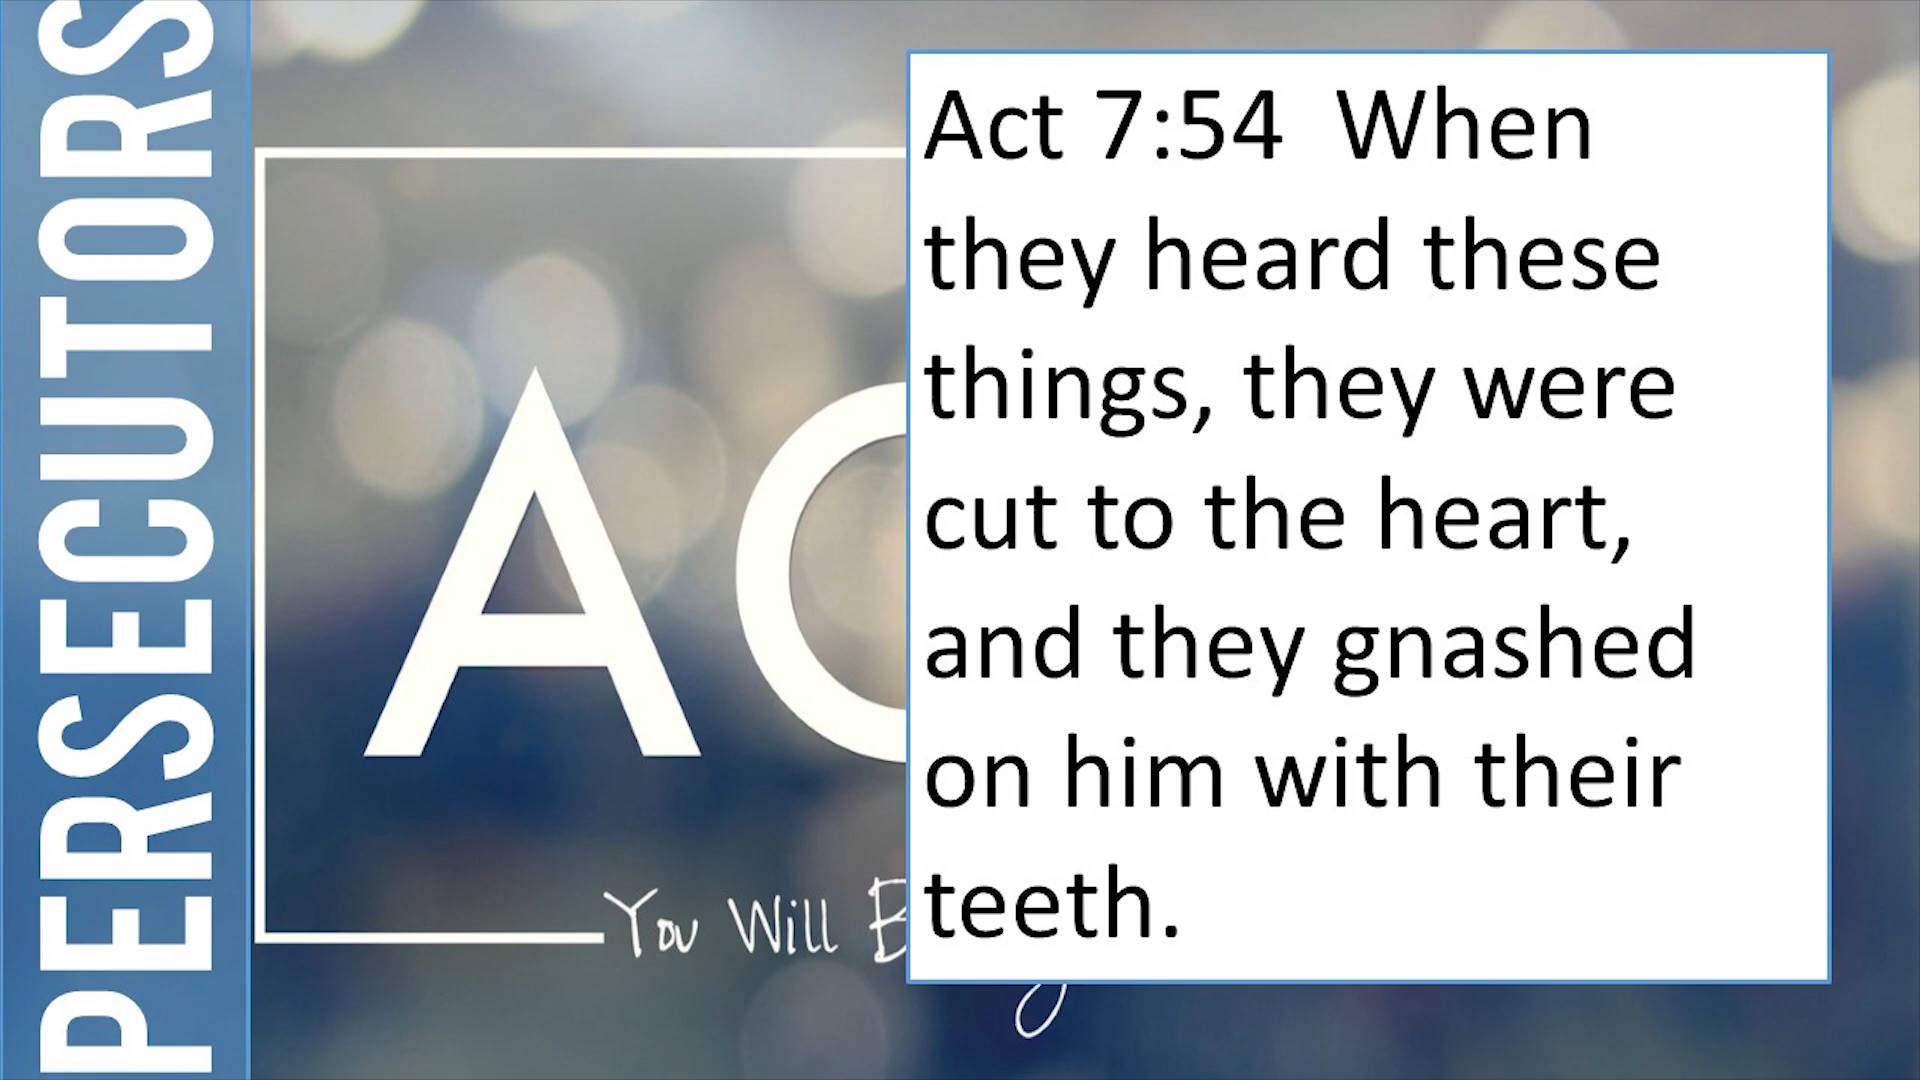 PERSECUTORS
AC
You Will
Act 7:54  When
they heard these
things, they were
cut to the heart,
and they gnashed
on him with their
teeth.